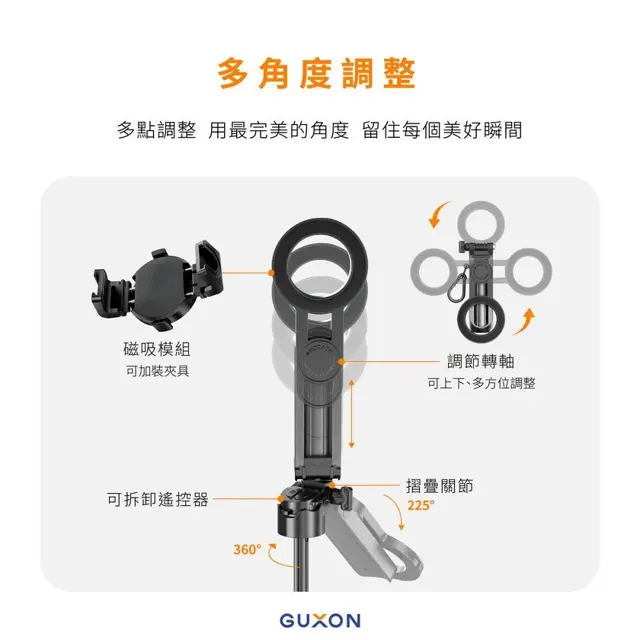 多角度調整
多點調整 用最完美的角度 留住每個美好瞬間
磁吸模組
可加裝夾具
調節轉軸
可上下、多方位調整
可拆卸遙控器
摺疊關節
225°
360°
GUXON